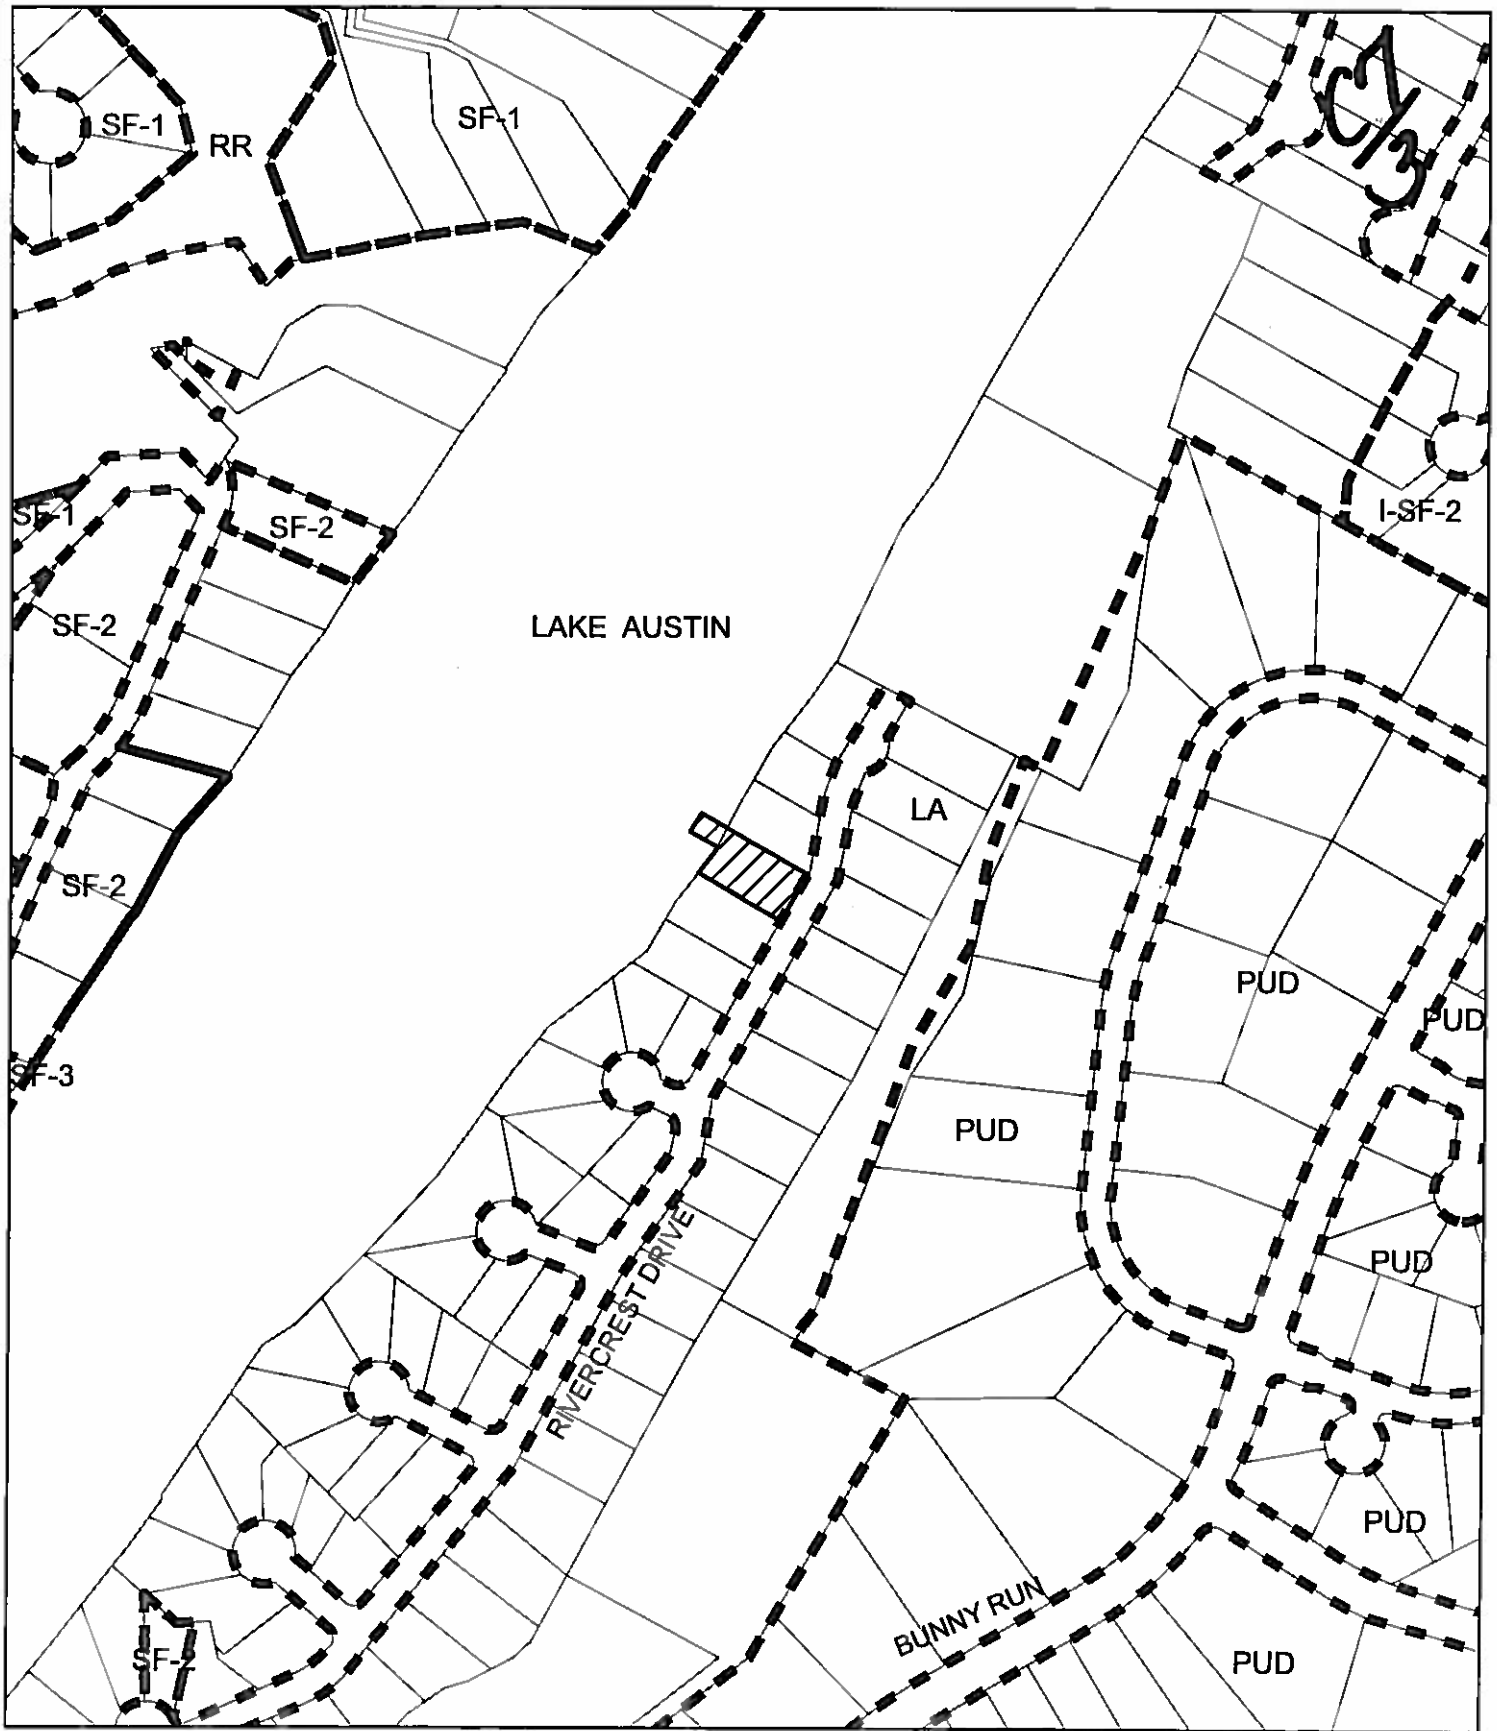 SF-1
SF-1
RR
C7/3
SF-1
SF-2
I-SF-2
SF-2
LAKE AUSTIN
LA
SF-2
PUD
PUD
SF-3
PUD
PUD
RIVERCREST DRIVE
PUD
BUNNY RUN
SF-2
PUD